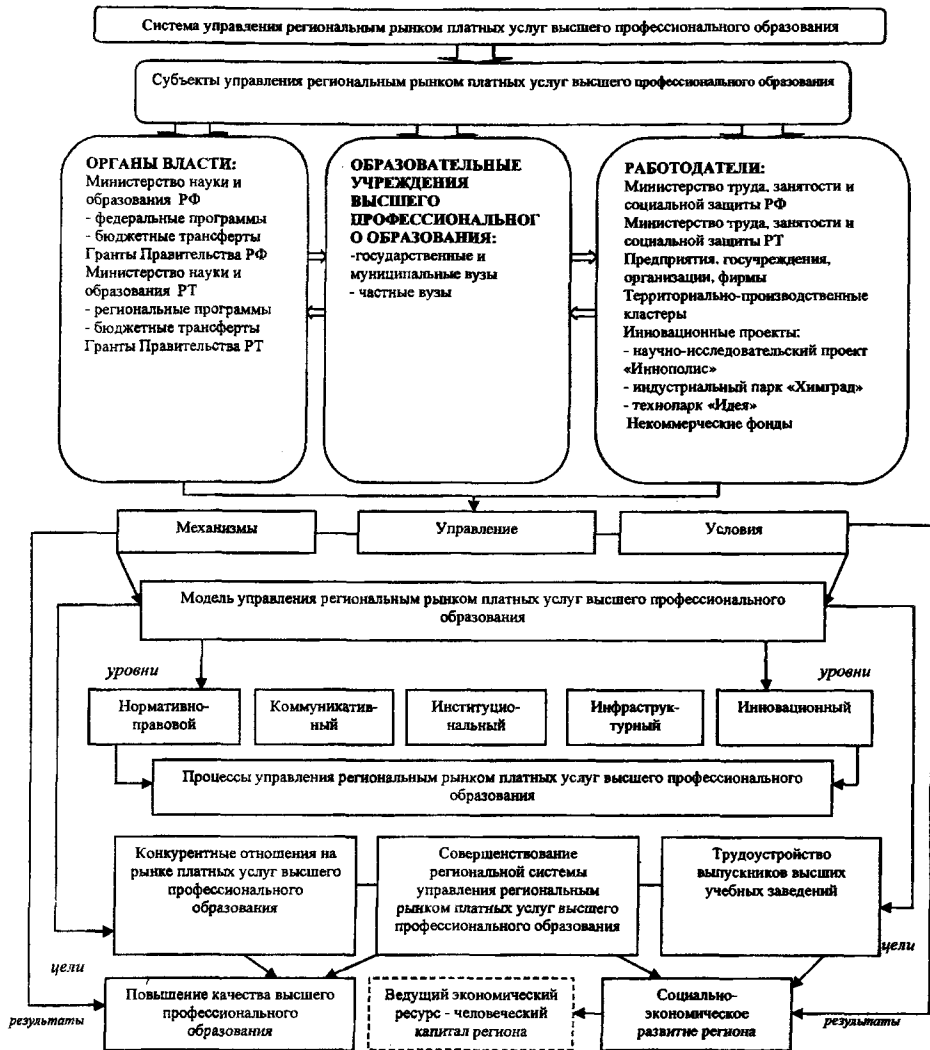 Система управления региональным рынком платных услуг высшего профессионального образования
Субъекты управления региональным рынком платных услуг высшего профессионального образования
ОРГАНЫ ВЛАСТИ:
Министерство науки и
образования РФ
- федеральные программы
- бюджетные трансферты
Гранты Правительства РФ
Министерство науки и
образования РТ
- региональные программы
- бюджетные трансферты
Гранты Правительства РТ
ОБРАЗОВАТЕЛЬНЫЕ
УЧРЕЖДЕНИЯ
ВЫСШЕГО
ПРОФЕССИОНАЛЬНОГ
О ОБРАЗОВАНИЯ:
-государственные и
муниципальные вузы
- частные вузы
РАБОТОДАТЕЛИ:
Министерство труда, занятости и
социальной защиты РФ
Министерство труда, занятости и
социальной защиты РТ
Предприятия, госучреждения,
организации, фирмы
Территориально-производственные
кластеры
Инновационные проекты:
- научно-исследовательский проект
«Иннополис»
- индустриальный парк «Химград»
- технопарк «Идея»
Некоммерческие фонды
Механизмы
Управление
Условия
Модель управления региональным рынком платных услуг высшего профессионального
образования
уровни
уровни
Нормативно-
правовой
Коммуникатив-
ный
Институцио-
нальный
Инфраструк-
турный
Инновационный
Процессы управления региональным рынком платных услуг высшего профессионального
образования
Конкурентные отношения на
рынке платных услуг высшего
профессионального
образования
Совершенствование
региональной системы
управления региональным
рынком платных услуг высшего
профессионального образования
Трудоустройство
выпускников высших
учебных заведений
цели
цели
Повышение качества высшего
профессионального
образования
Ведущий экономический
ресурс - человеческий
капитал региона
Социально-
экономическое
развитие региона
результаты
результаты